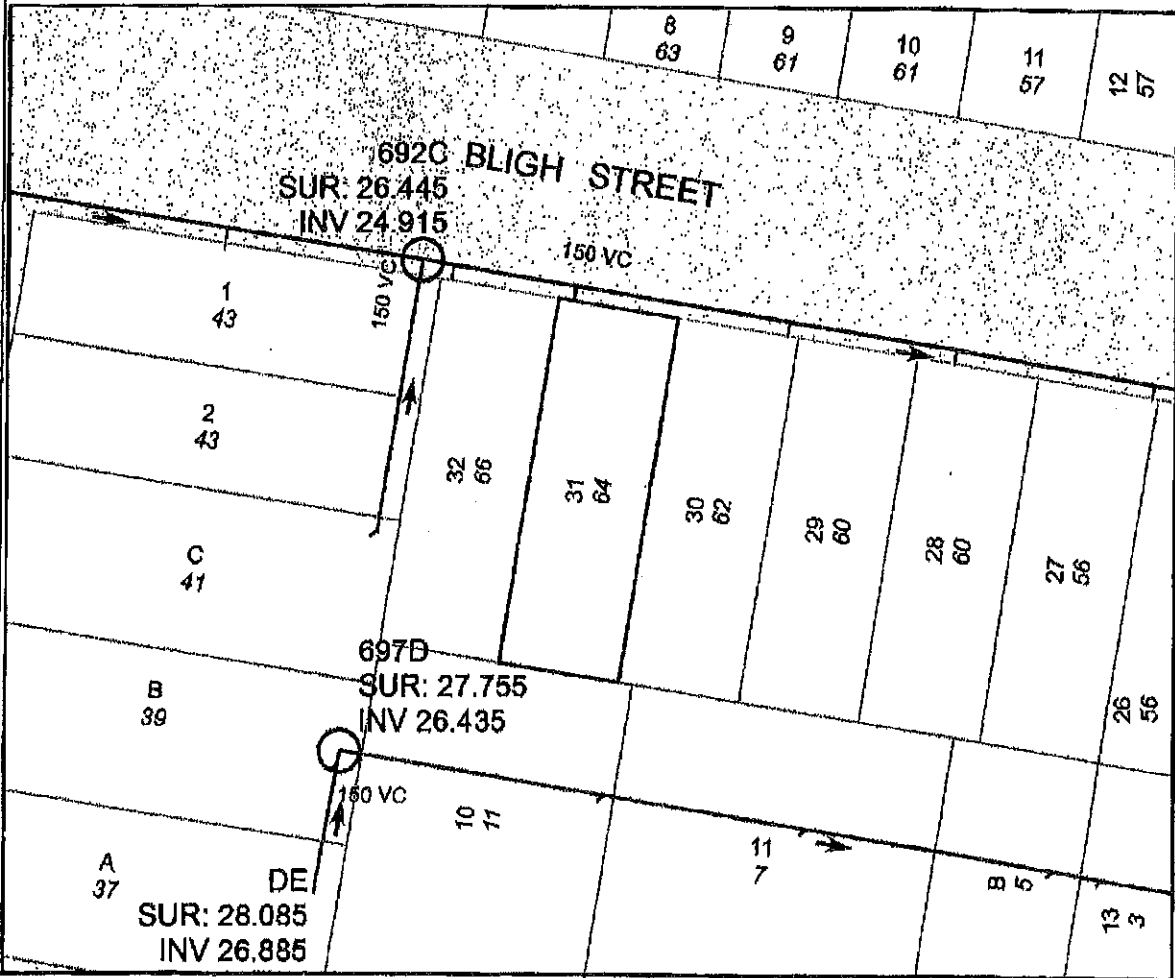 8
63
9
61
10
61
11
57
12
57
692C BLIGH STREET
SUR: 26.445
INV 24.915
150 VC
150 VC
1
43
2
43
C
41
B
39
A
37
32
66
31
64
30
62
29
60
28
60
27
56
26
56
697D
SUR: 27.755
INV 26.435
150 VC
10
11
11
7
B
5
13
3
DE
SUR: 28.085
INV 26.885